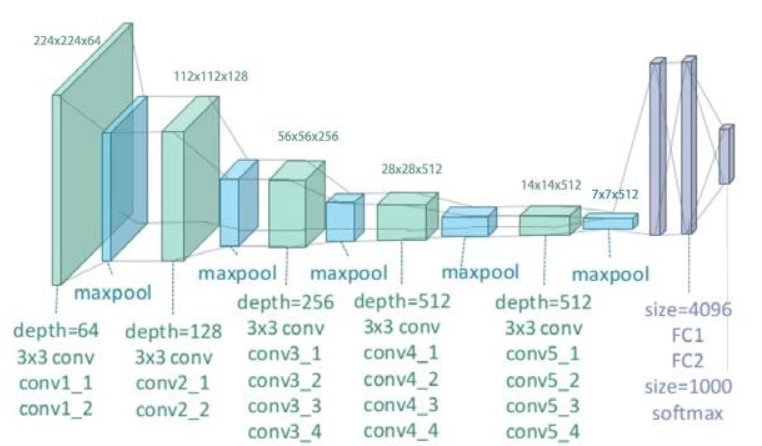 224x224x64
112x112x128
56x56x256
28x28x512
14x14x512
7x7x512
maxpool
maxpool
maxpool
maxpool
maxpool
depth=64
3x3 conv
conv1_1
conv1_2
depth=128
3x3 conv
conv2_1
conv2_2
depth=256
3x3 conv
conv3_1
conv3_2
conv3_3
conv3_4
depth=512
3x3 conv
conv4_1
conv4_2
conv4_3
conv4_4
depth=512
3x3 conv
conv5_1
conv5_2
conv5_3
conv5_4
size=4096
FC1
FC2
size=1000
softmax